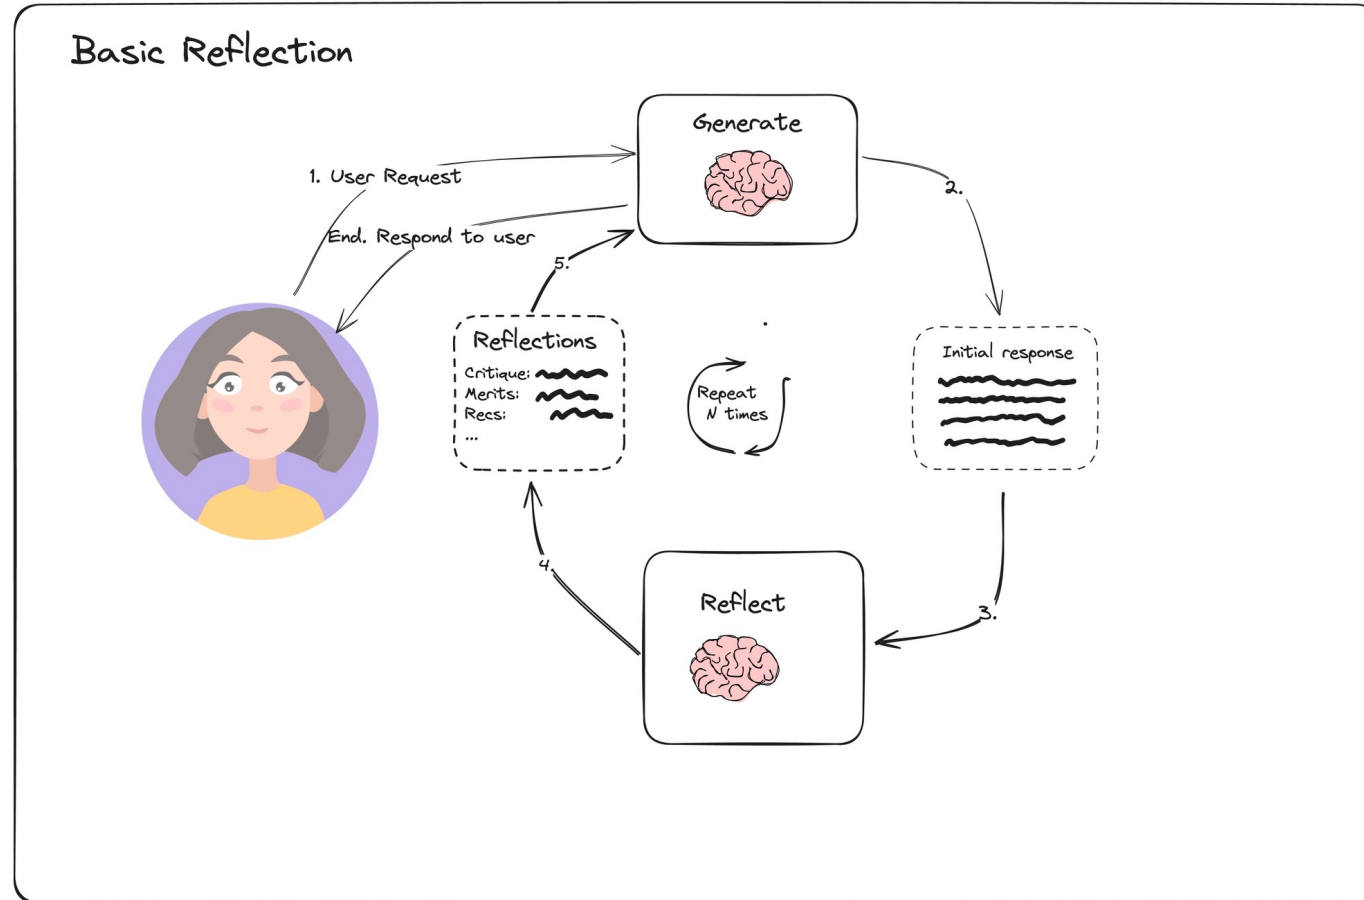 Basic Reflection
Generate
1. User Request
2.
End. Respond to user
5.
Reflections
Critique:
Merits:
Recs:
...
Repeat
N times
Initial response
4.
Reflect
3.